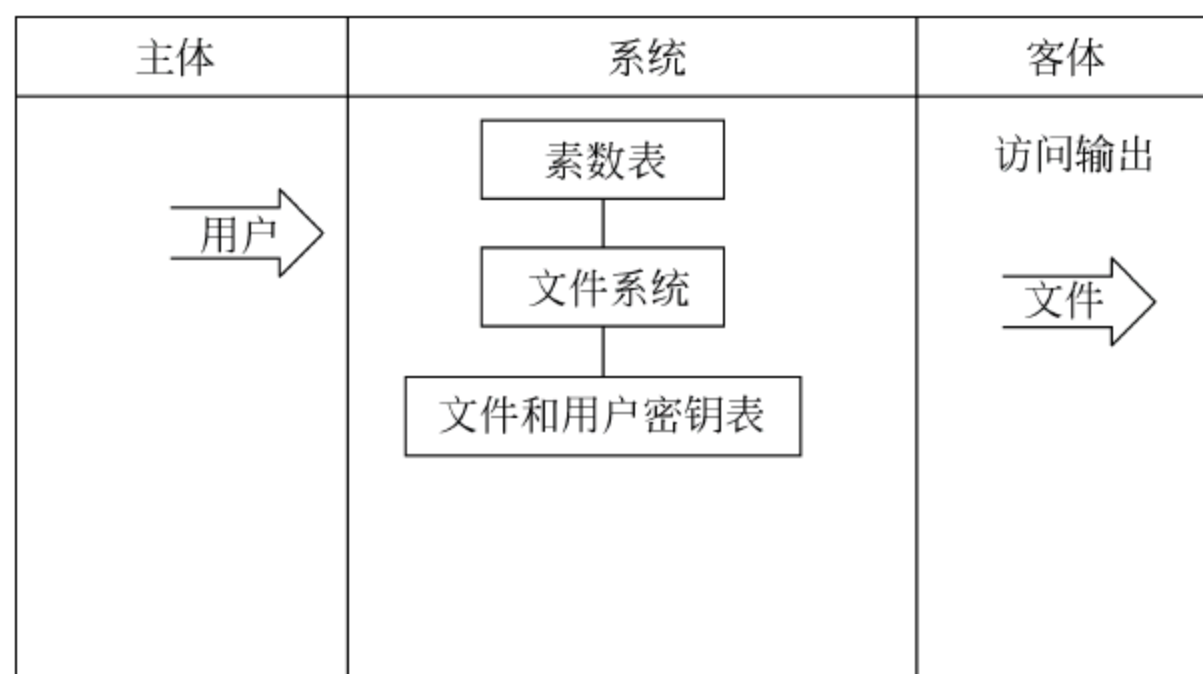 主体
系统
客体
用户
素数表
文件系统
文件和用户密钥表
访问输出
文件